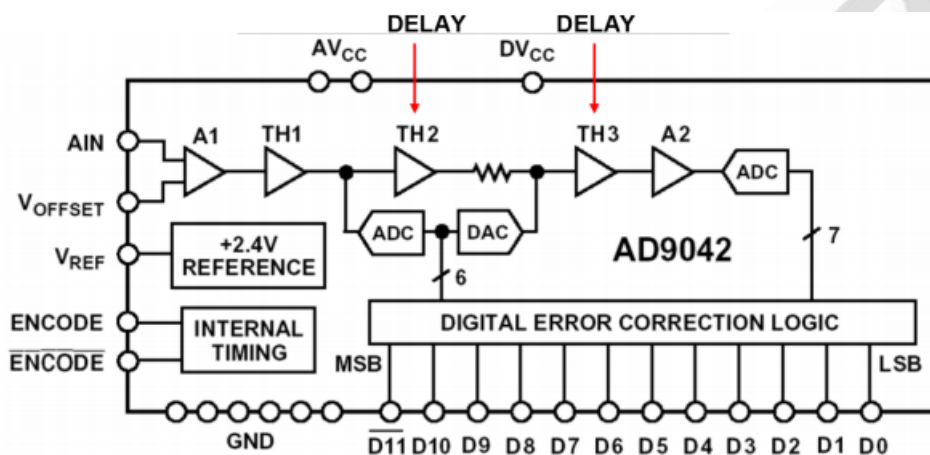 DELAY DELAY
AVCC DVCC
A1 TH1 TH2 TH3 A2
AIN
ADC
VOFFSET
ADC DAC
+2.4V
REFERENCE
AD9042
7
VREF
6
ENCODE
INTERNAL
TIMING
DIGITAL ERROR CORRECTION LOGIC
ENCODE
MSB LSB
GND
D11 D10 D9 D8 D7 D6 D5 D4 D3 D2 D1 D0